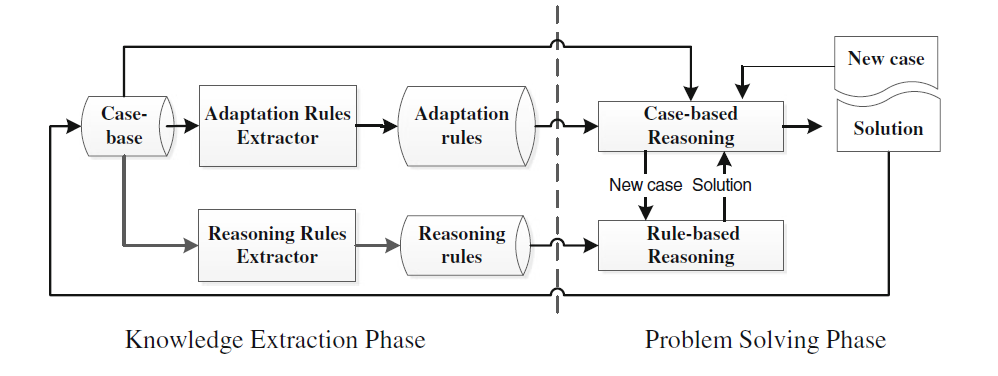 New case
Case-
base
Adaptation Rules
Extractor
Adaptation
rules
Case-based
Reasoning
Solution
New case Solution
Reasoning Rules
Extractor
Reasoning
rules
Rule-based
Reasoning
Knowledge Extraction Phase
Problem Solving Phase